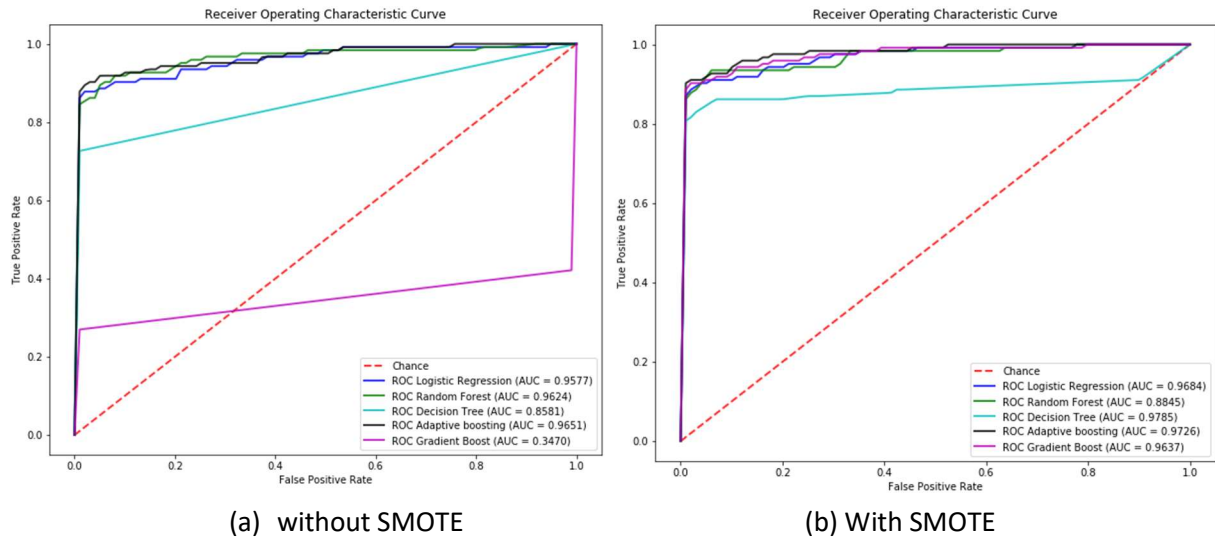 Receiver Operating Characteristic Curve
True Positive Rate
1.0
0.8
0.6
0.4
0.2
0.0
Chance
ROC Logistic Regression (AUC = 0.9577)
ROC Random Forest (AUC = 0.9624)
ROC Decision Tree (AUC = 0.8581)
ROC Adaptive boosting (AUC = 0.9651)
ROC Gradient Boost (AUC = 0.3470)
0.0 0.2 0.4 0.6 0.8 1.0
False Positive Rate
(a) without SMOTE
Receiver Operating Characteristic Curve
True Positive Rate
1.0
0.8
0.6
0.4
0.2
0.0
Chance
ROC Logistic Regression (AUC = 0.9684)
ROC Random Forest (AUC = 0.8845)
ROC Decision Tree (AUC = 0.9785)
ROC Adaptive boosting (AUC = 0.9726)
ROC Gradient Boost (AUC = 0.9637)
0.0 0.2 0.4 0.6 0.8 1.0
False Positive Rate
(b) With SMOTE